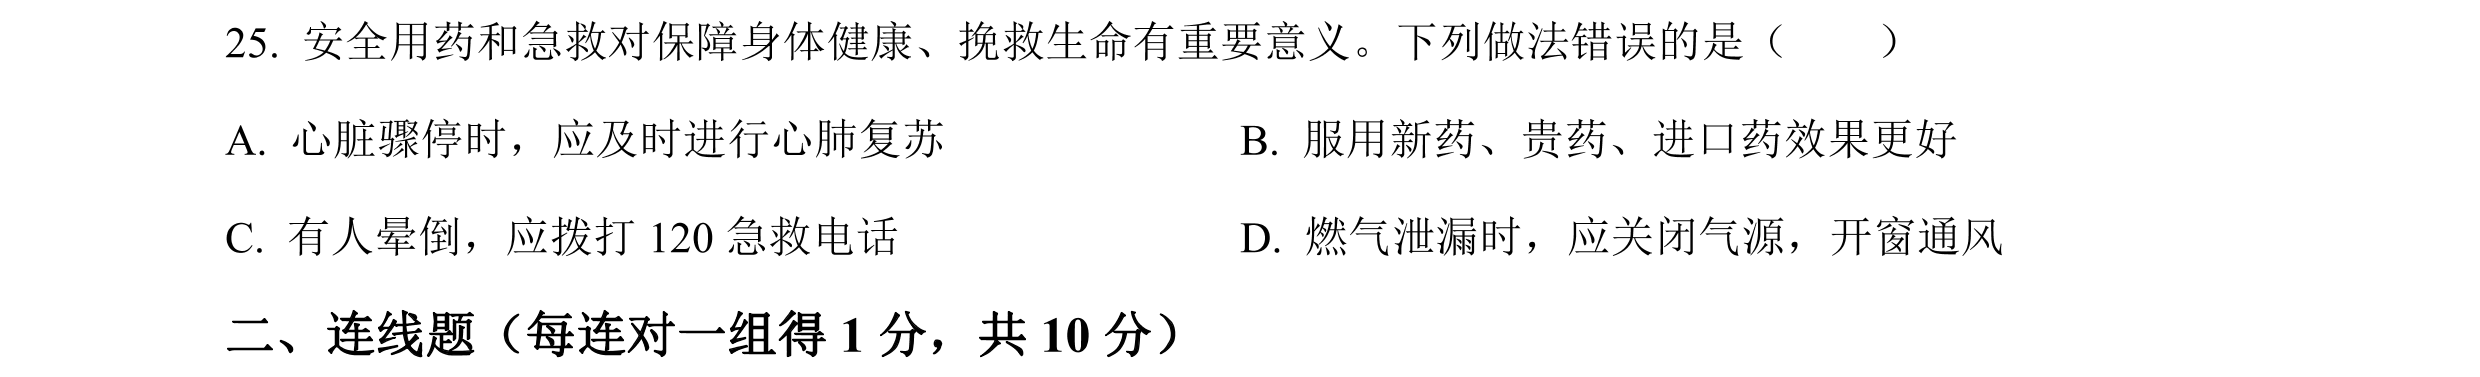 25. 安全用药和急救对保障身体健康、挽救生命有重要意义。下列做法错误的是（　　）
A. 心脏骤停时，应及时进行心肺复苏　B. 服用新药、贵药、进口药效果更好
C. 有人晕倒，应拨打 120 急救电话　D. 燃气泄漏时，应关闭气源，开窗通风
二、连线题（每连对一组得 1 分，共 10 分）